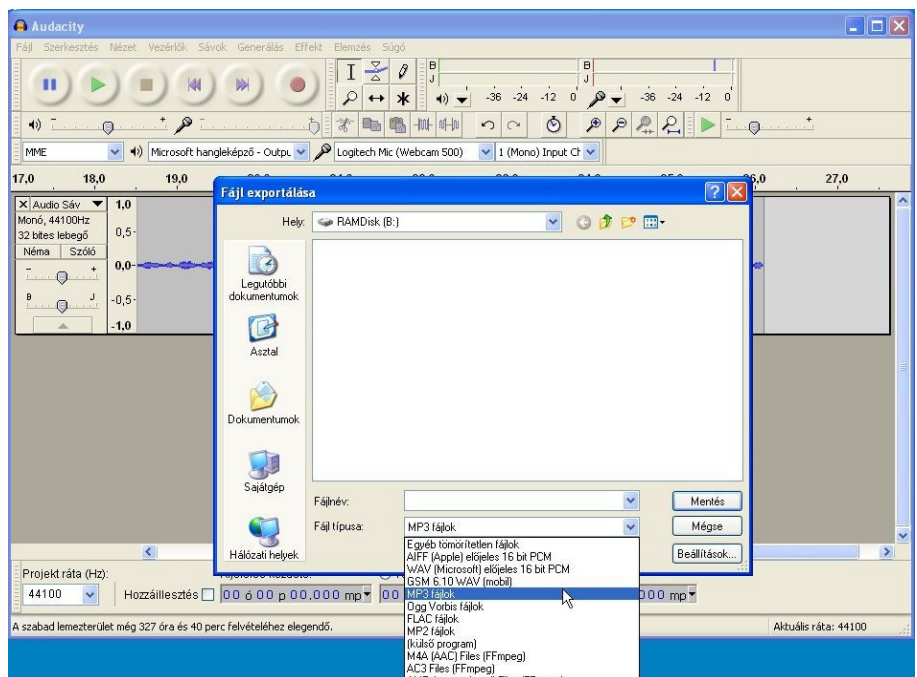 Audacity
Fájl Szerkesztés Nézet Vezérlők Sávok Generálás Effekt Elemzés Súgó
B
J
-36 -24 -12 0
B
J
-36 -24 -12 0
MME
Microsoft hangleképző - Outpu
Logitech Mic (Webcam 500)
1 (Mono) Input Ch
17,0 18,0 19,0 27,0
Audio Sáv
Monó, 44100Hz
32 bites lebegő
Néma Szóló
- +
B J
1,0
0,5
0,0
-0,5
-1,0
Fájl exportálása
Hely: RAMDisk (B:)
Legutóbbi
dokumentumok
Asztal
Dokumentumok
Sajátgép
Hálózati helyek
Fájlnév: Mentés
Fájl típusa: MP3 fájlok Mégse
Beállítások...
Egyéb tömörítetlen fájlok
AIFF (Apple) előjeles 16 bit PCM
WAV (Microsoft) előjeles 16 bit PCM
GSM 6.10 WAV (mobil)
MP3 fájlok
Ogg Vorbis fájlok
FLAC fájlok
MP2 fájlok
(külső program)
M4A (AAC) Files (FFmpeg)
AC3 Files (FFmpeg)
Projekt ráta (Hz):
44100 Hozzáillesztés 00 ó 00 p 00,000 mp 00 000 mp
A szabad lemezterület még 327 óra és 40 perc felvételéhez elegendő. Aktuális ráta: 44100